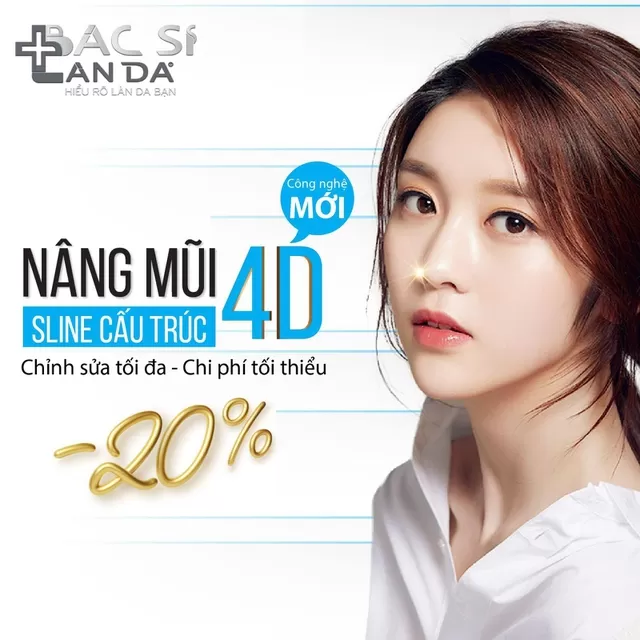 BAC SĨ
LAN DA®
HIỂU RÕ LÀN DA BẠN
Công nghệ
MỚI
NÂNG MŨI
4D
SLINE CẤU TRÚC
Chỉnh sửa tối đa - Chi phí tối thiểu
-20%